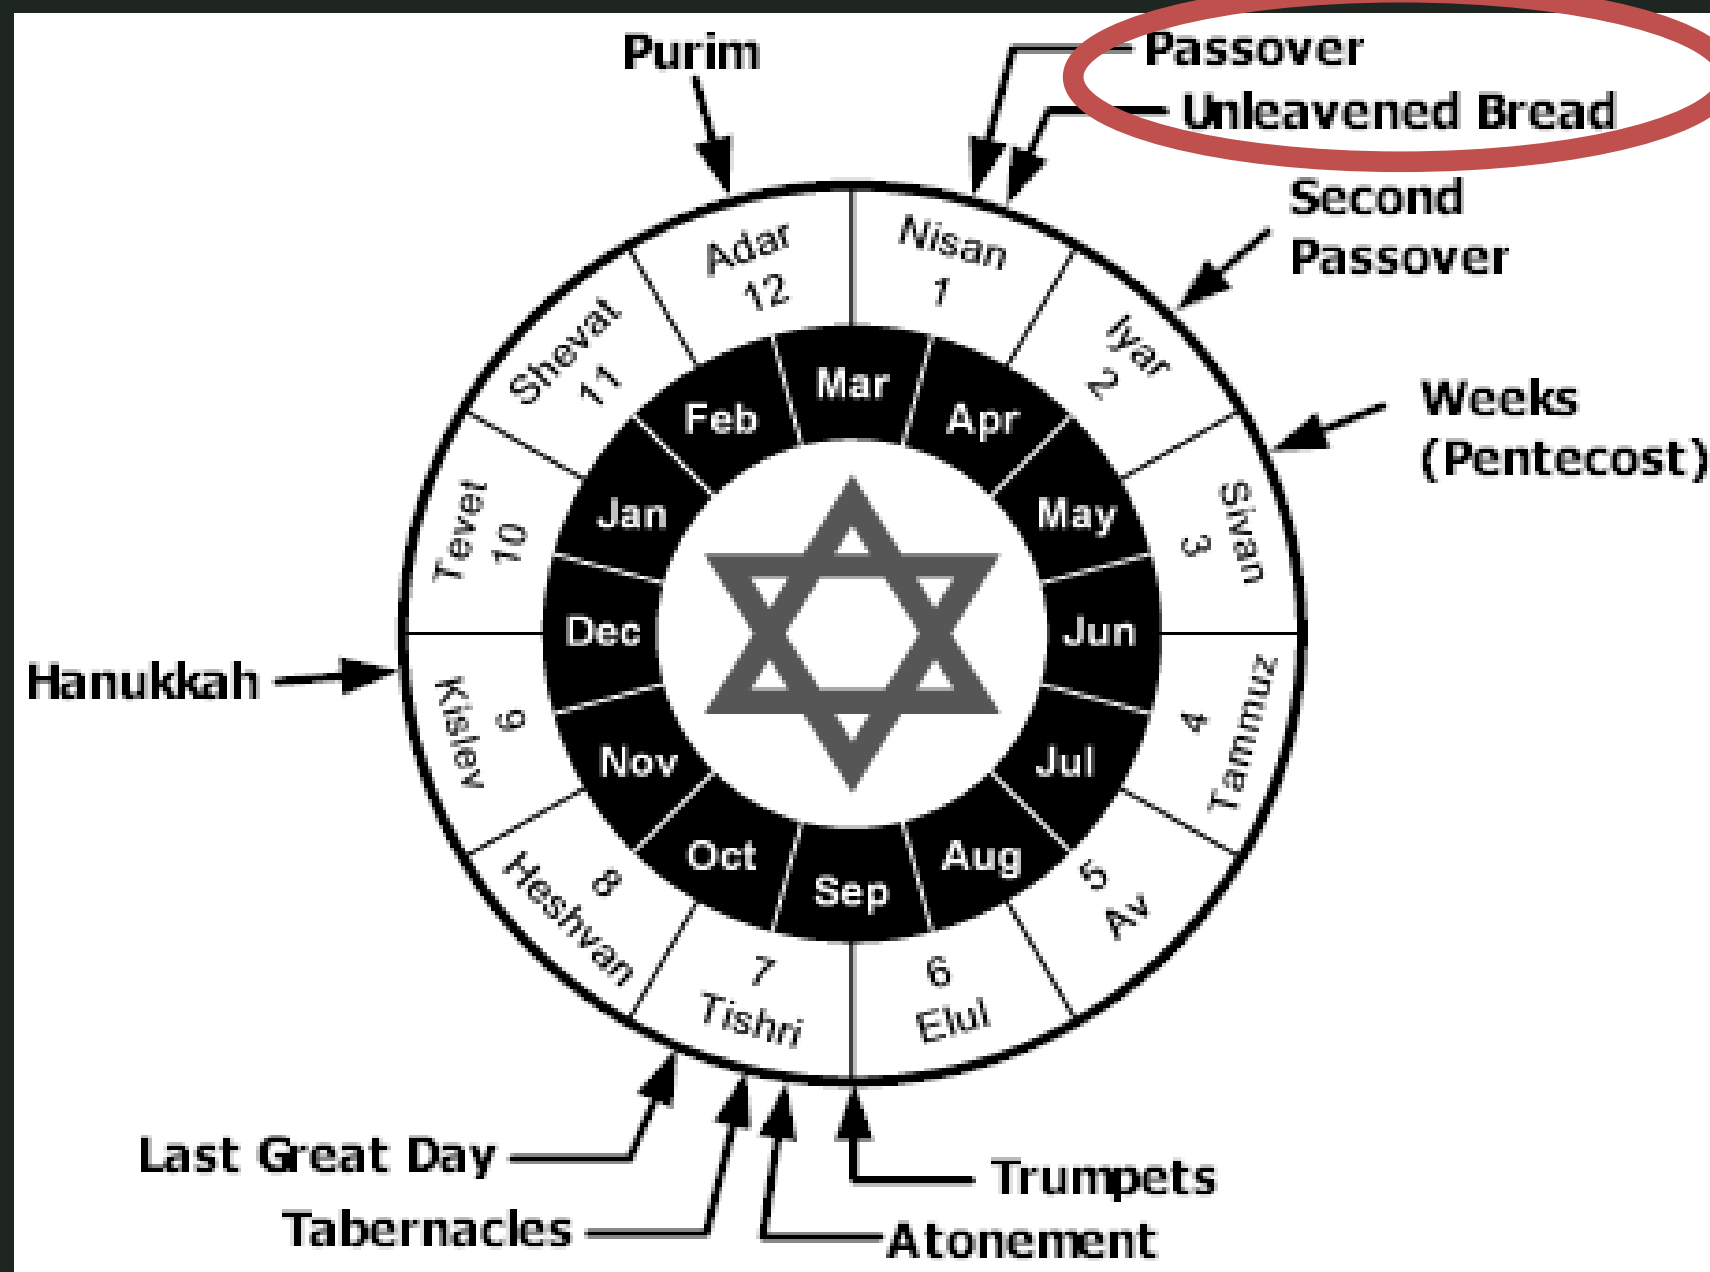 Purim
Passover
Unleavened Bread
Second
Passover
Weeks
(Pentecost)
Hanukkah
Last Great Day
Tabernacles
Trumpets
Atonement
Nisan
1
Iyar
2
Sivan
3
Tammuz
4
5
Av
6
Elul
7
Tishri
8
Heshvan
9
Kislev
Tevet
10
Shevat
11
Adar
12
Mar
Apr
May
Jun
Jul
Aug
Sep
Oct
Nov
Dec
Jan
Feb